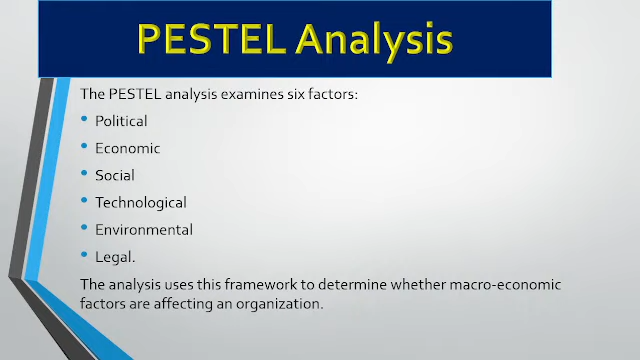 PESTEL Analysis
The PESTEL analysis examines six factors:
• Political
• Economic
• Social
• Technological
• Environmental
• Legal.
The analysis uses this framework to determine whether macro-economic
factors are affecting an organization.